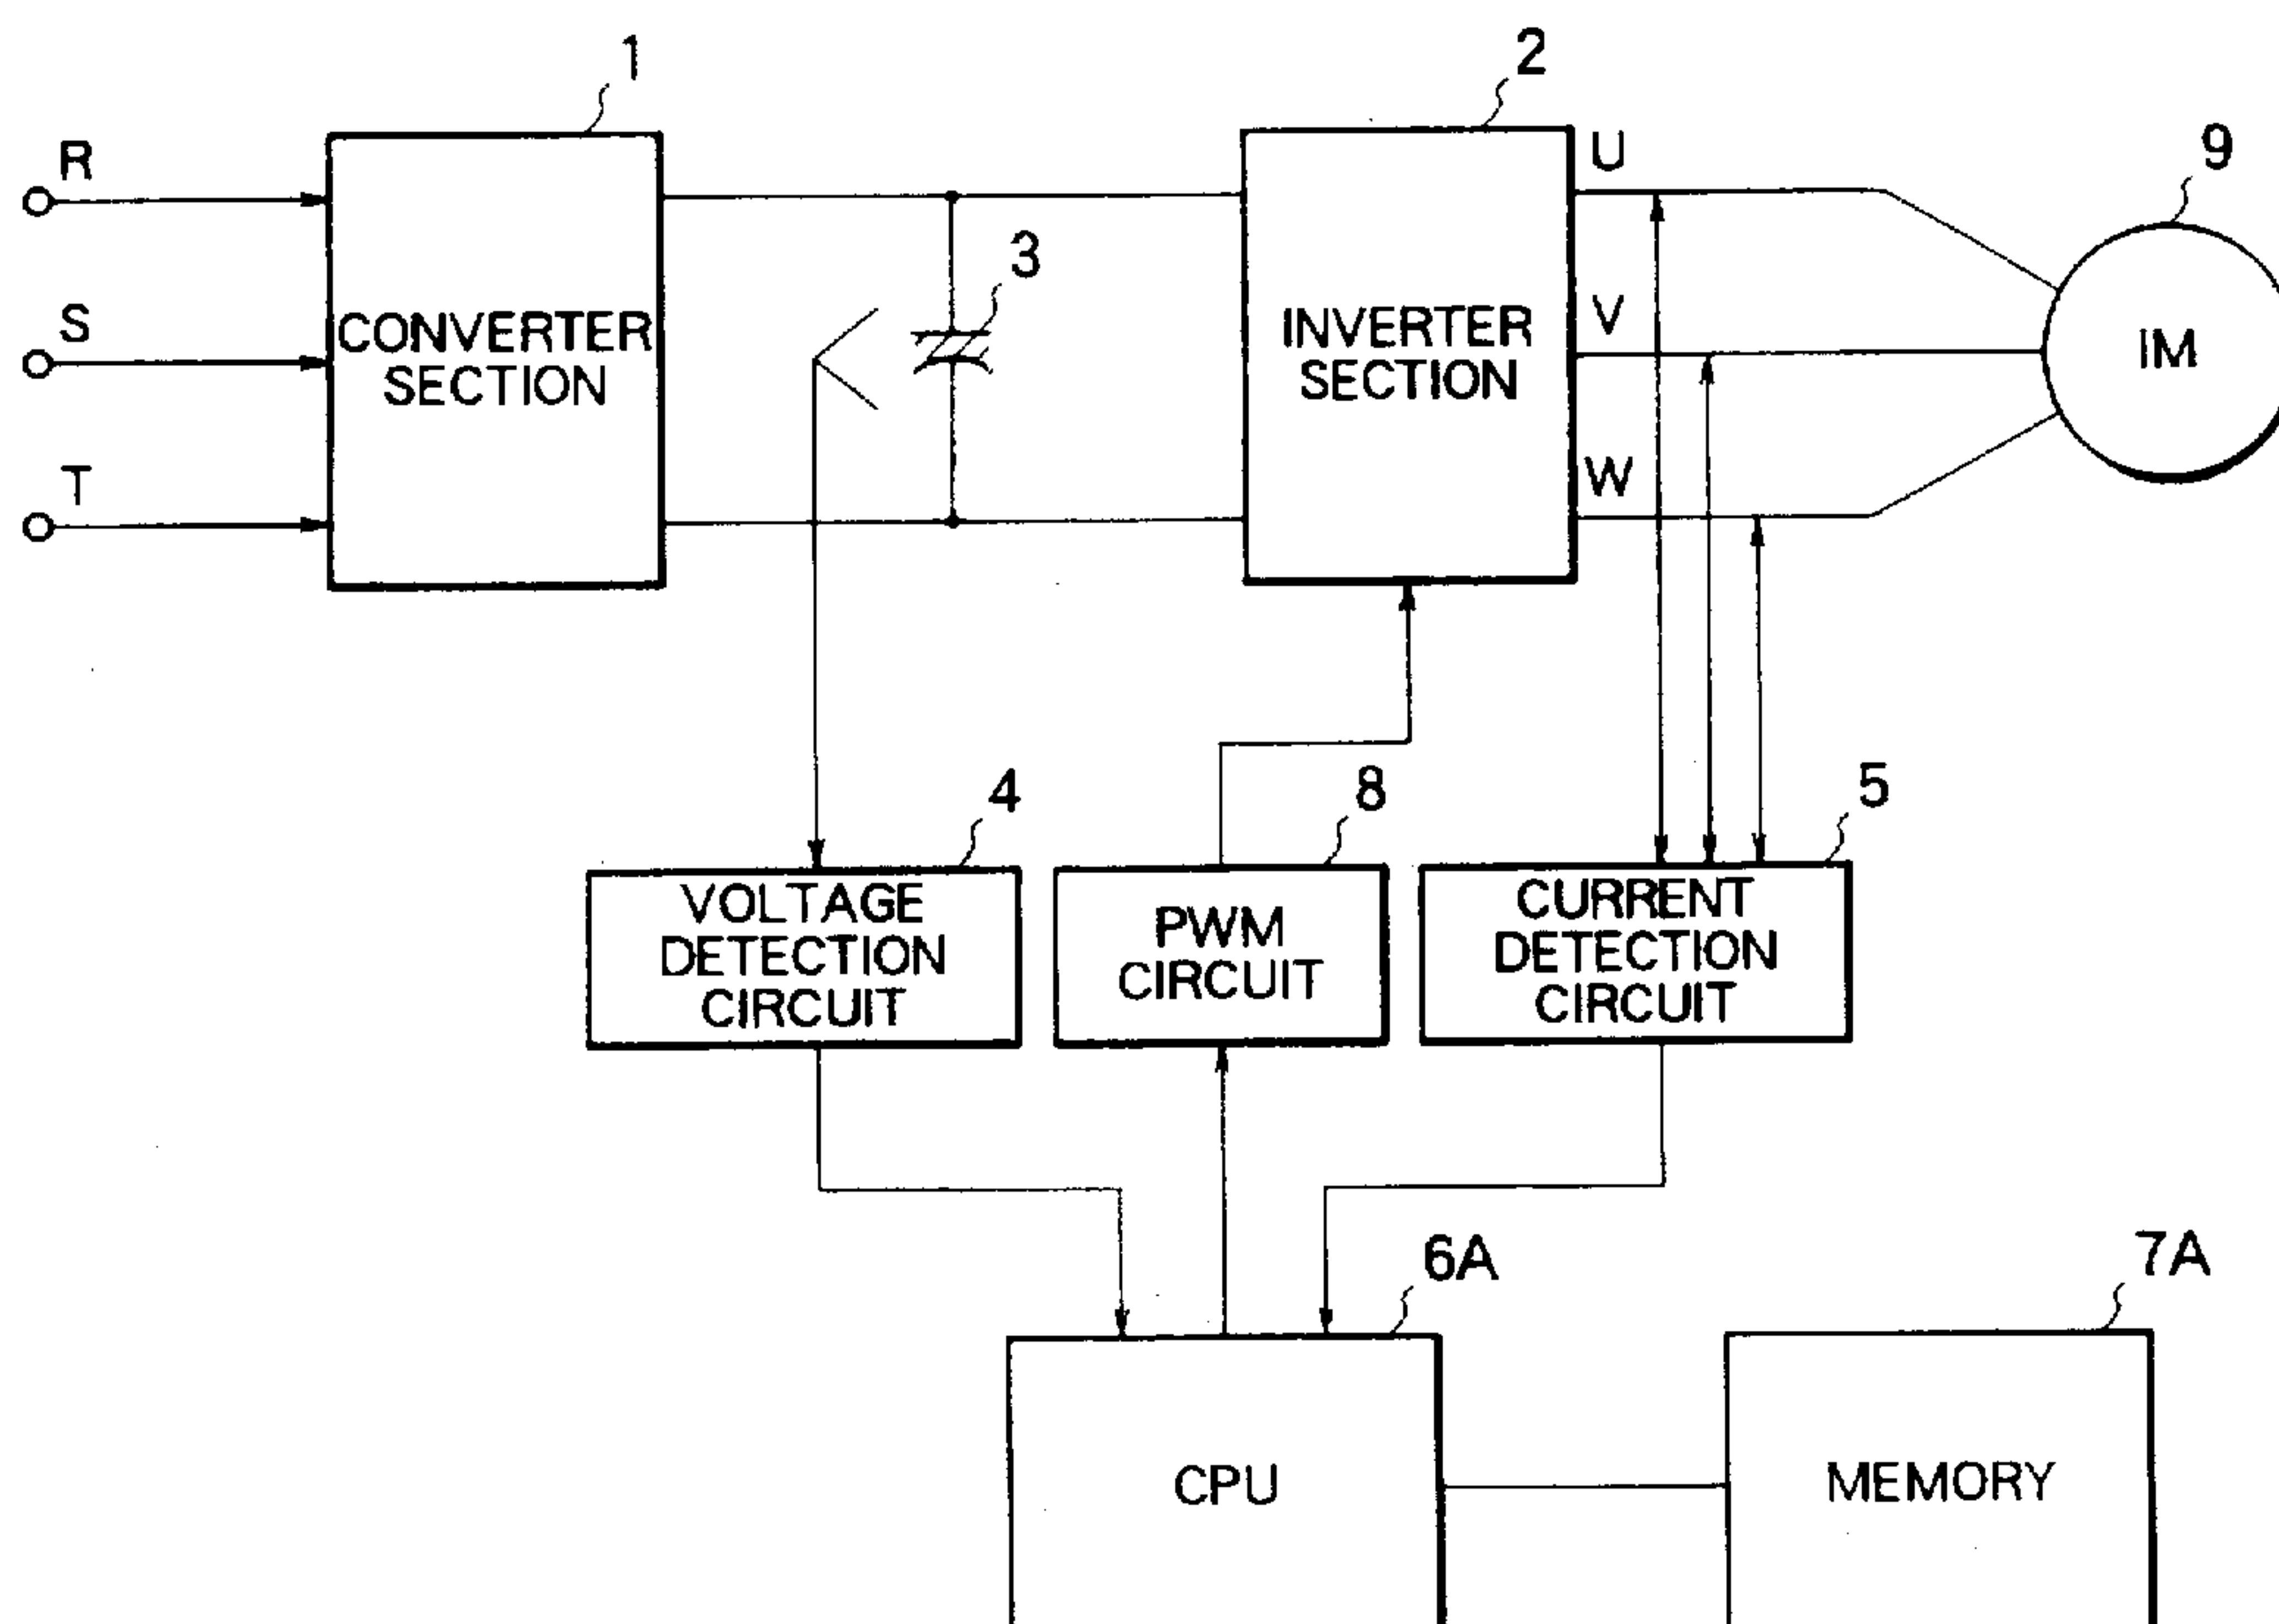 1
2
R
U
9
3
S
CONVERTER
SECTION
INVERTER
SECTION
V
IM
T
W
4
8
5
VOLTAGE
DETECTION
CIRCUIT
PWM
CIRCUIT
CURRENT
DETECTION
CIRCUIT
6A
7A
CPU
MEMORY